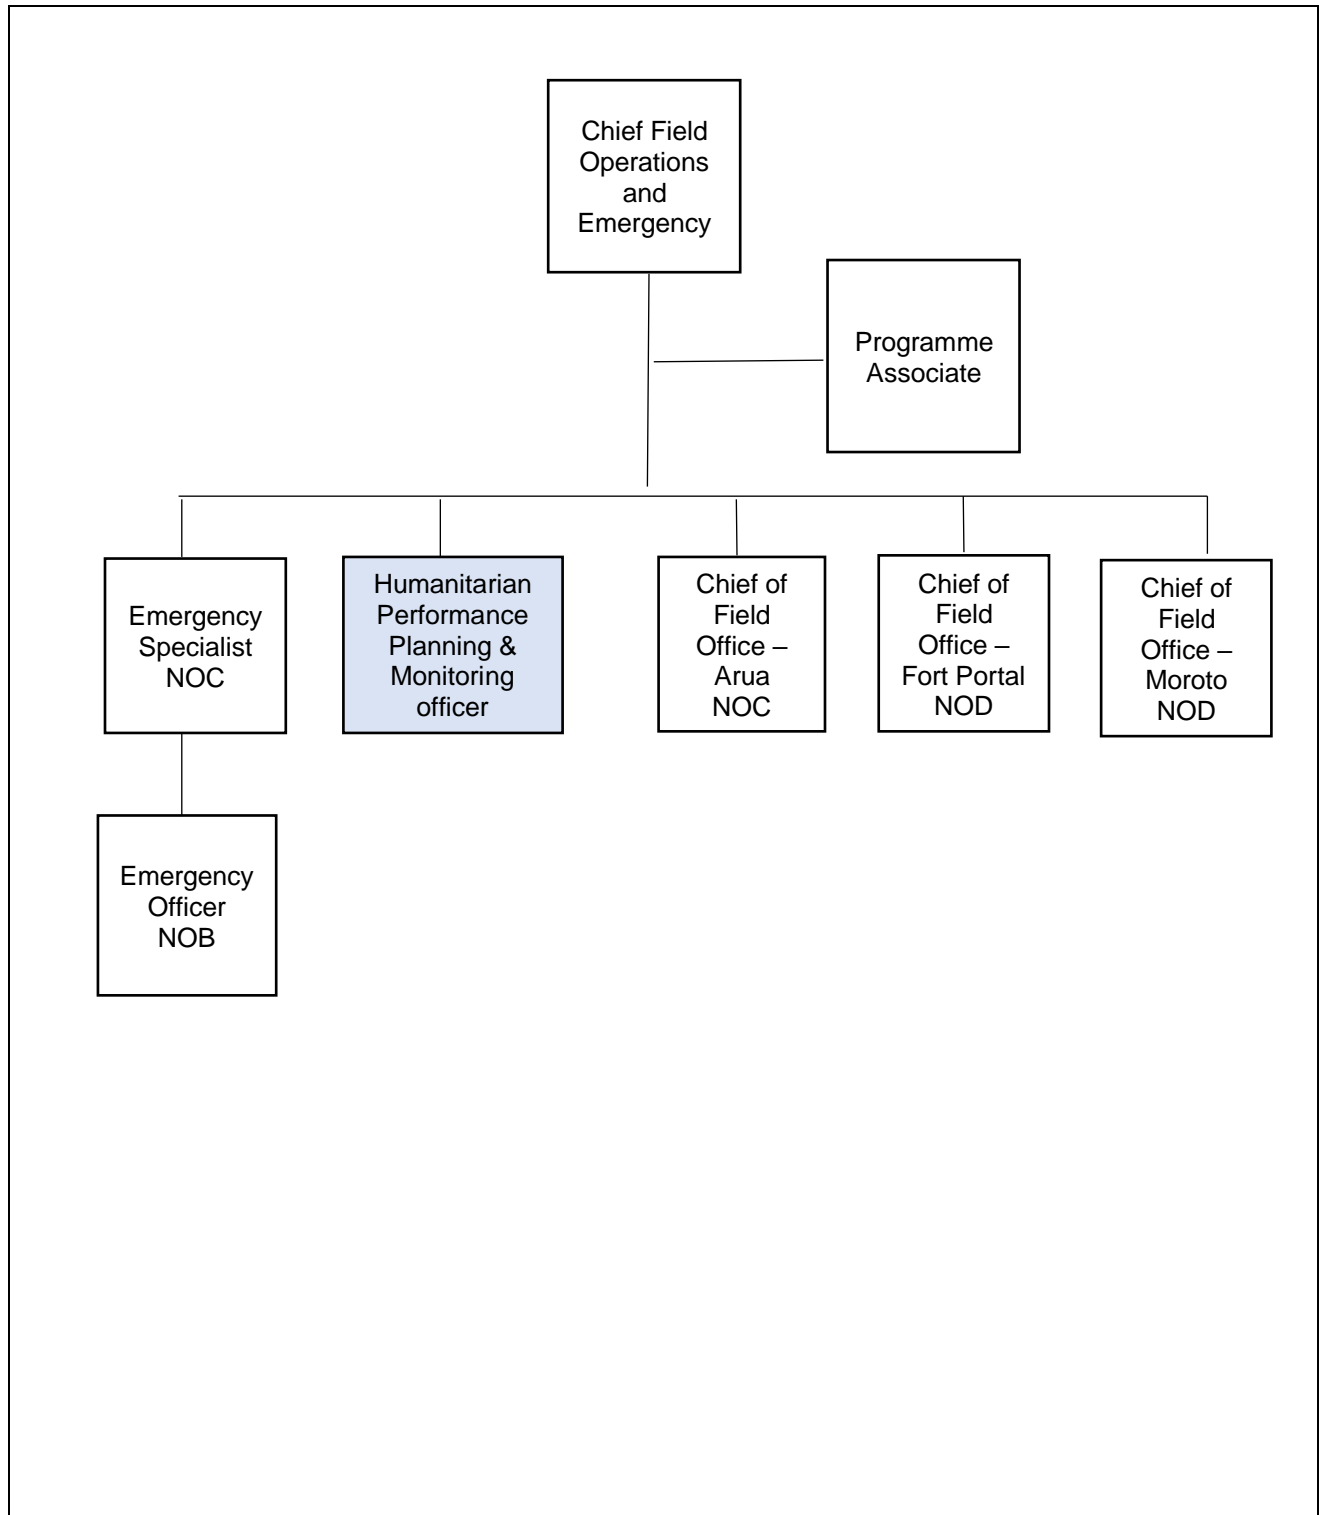 Chief Field
Operations
and
Emergency
Programme
Associate
Emergency
Specialist
NOC
Humanitarian
Performance
Planning &
Monitoring
officer
Chief of
Field
Office –
Arua
NOC
Chief of
Field
Office –
Fort Portal
NOD
Chief of
Field
Office –
Moroto
NOD
Emergency
Officer
NOB